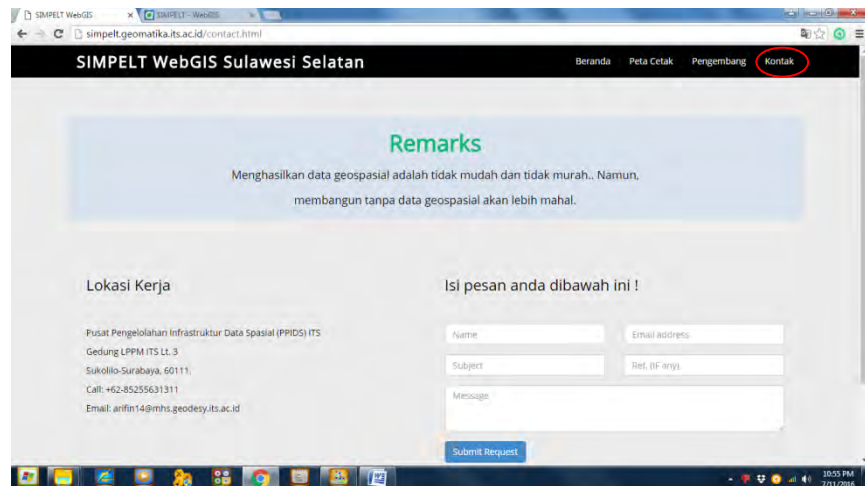 SIMPELT WebGIS
SIMPELT - WebGIS
simpelt.geomatika.its.ac.id/contact.html
SIMPELT WebGIS Sulawesi Selatan
Beranda Peta Cetak Pengembang Kontak
Remarks
Menghasilkan data geospasial adalah tidak mudah dan tidak murah.. Namun,
membangun tanpa data geospasial akan lebih mahal.
Lokasi Kerja
Pusat Pengelolahan Infrastruktur Data Spasial (PPIDS) ITS
Gedung LPPM ITS Lt. 3
Sukolilo-Surabaya, 60111.
Call: +62-85255631311
Email: arifin14@mhs.geodesy.its.ac.id
Isi pesan anda dibawah ini !
Name
Email address
Subject
Ref. (IF any)
Message
Submit Request
10:55 PM
7/11/2016